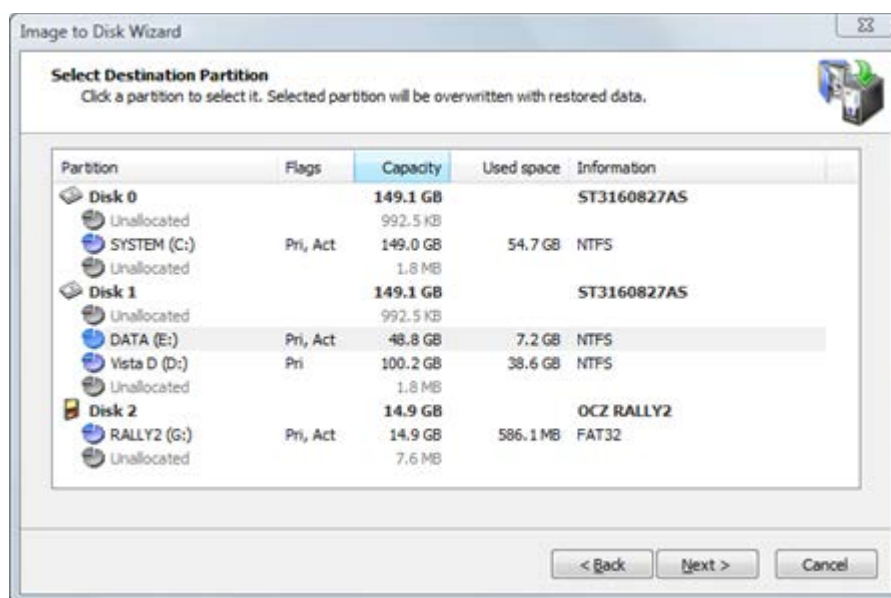 Image to Disk Wizard
Select Destination Partition
Click a partition to select it. Selected partition will be overwritten with restored data.
Partition Flags Capacity Used space Information
Disk 0 149.1 GB ST3160827AS
Unallocated 992.5 KB
SYSTEM (C:) Pri, Act 149.0 GB 54.7 GB NTFS
Unallocated 1.8 MB
Disk 1 149.1 GB ST3160827AS
Unallocated 992.5 KB
DATA (E:) Pri, Act 48.8 GB 7.2 GB NTFS
Vista D (D:) Pri 100.2 GB 38.6 GB NTFS
Unallocated 1.8 MB
Disk 2 14.9 GB OCZ RALLY2
RALLY2 (G:) Pri, Act 14.9 GB 586.1 MB FAT32
Unallocated 7.6 MB
< Back Next > Cancel